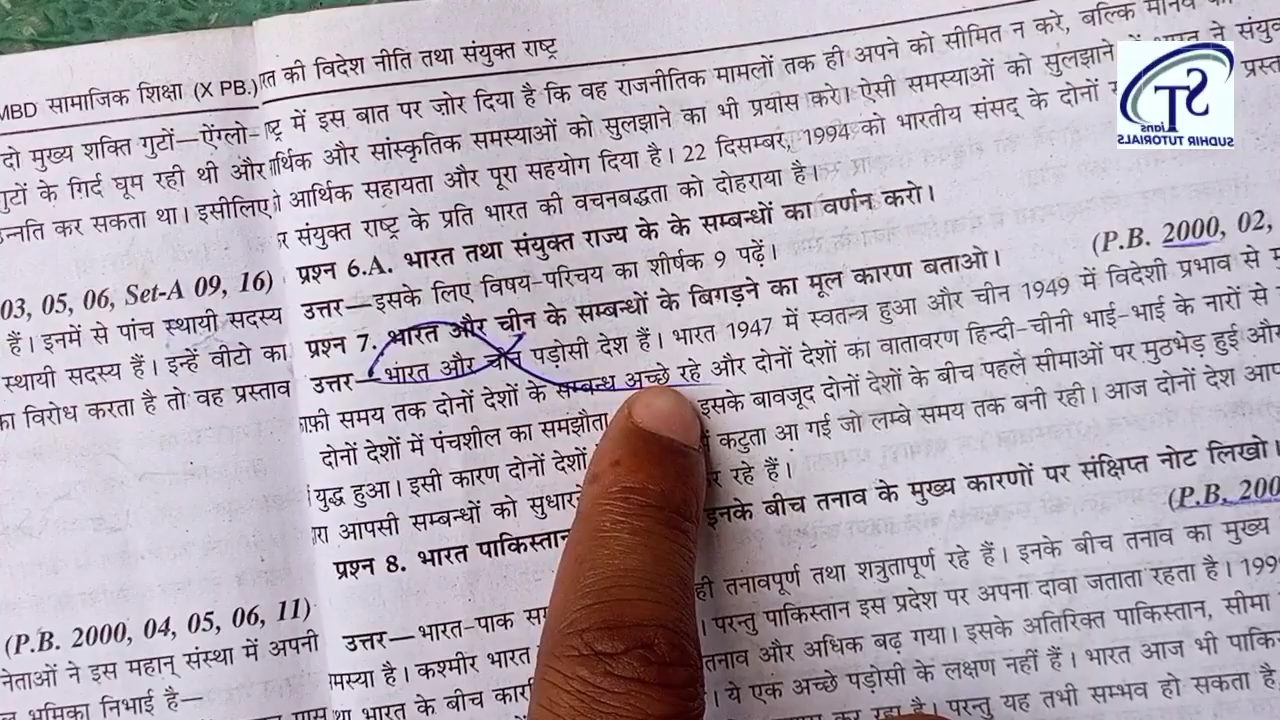 MBD सामाजिक शिक्षा (X PB.)
दो मुख्य शक्ति गुटों—ऐंग्लो-
गुटों के गिर्द घूम रही थी और
उन्नति कर सकता था। इसीलिए
03, 05, 06, Set-A 09, 16)
हैं। इनमें से पांच स्थायी सदस्य
स्थायी सदस्य हैं। इन्हें वीटो का
का विरोध करता है तो वह प्रस्ताव
(P.B. 2000, 04, 05, 06, 11)
नेताओं ने इस महान् संस्था में अपनी
भूमिका निभाई है—
की विदेश नीति तथा संयुक्त राष्ट्र
में इस बात पर ज़ोर दिया है कि वह राजनीतिक मामलों तक ही अपने को सीमित न करे, बल्कि मानव
और सांस्कृतिक समस्याओं को सुलझाने का भी प्रयास करे। ऐसी समस्याओं को सुलझाने में भारत ने
आर्थिक सहायता और पूरा सहयोग दिया है। 22 दिसम्बर, 1994 को भारतीय संसद् के दोनों
संयुक्त राष्ट्र के प्रति भारत की वचनबद्धता को दोहराया है।
प्रश्न 6.A. भारत तथा संयुक्त राज्य के के सम्बन्धों का वर्णन करो।
उत्तर—इसके लिए विषय-परिचय का शीर्षक 9 पढ़ें।
(P.B. 2000, 02,
प्रश्न 7. भारत और चीन के सम्बन्धों के बिगड़ने का मूल कारण बताओ।
उत्तर—भारत और चीन पड़ोसी देश हैं। भारत 1947 में स्वतन्त्र हुआ और चीन 1949 में विदेशी प्रभाव से
काफ़ी समय तक दोनों देशों के सम्बन्ध अच्छे रहे और दोनों देशों का वातावरण हिन्दी-चीनी भाई-भाई के नारों से
दोनों देशों में पंचशील का समझौता इसके बावजूद दोनों देशों के बीच पहले सीमाओं पर मुठभेड़ हुई और
युद्ध हुआ। इसी कारण दोनों देशों कटुता आ गई जो लम्बे समय तक बनी रही। आज दोनों देश
आपसी सम्बन्धों को सुधार रहे हैं।
प्रश्न 8. भारत पाकिस्तान इनके बीच तनाव के मुख्य कारणों पर संक्षिप्त नोट लिखो।
(P.B. 200
उत्तर—भारत-पाक ही तनावपूर्ण तथा शत्रुतापूर्ण रहे हैं। इनके बीच तनाव का मुख्य
है। कश्मीर भारत परन्तु पाकिस्तान इस प्रदेश पर अपना दावा जताता रहता है। 199
भारत के बीच तनाव और अधिक बढ़ गया। इसके अतिरिक्त पाकिस्तान, सीमा
ये एक अच्छे पड़ोसी के लक्षण नहीं हैं। भारत आज भी
रहा है। परन्तु यह तभी सम्भव हो सकता है
ST
ians
SUDHIR TUTORIALS